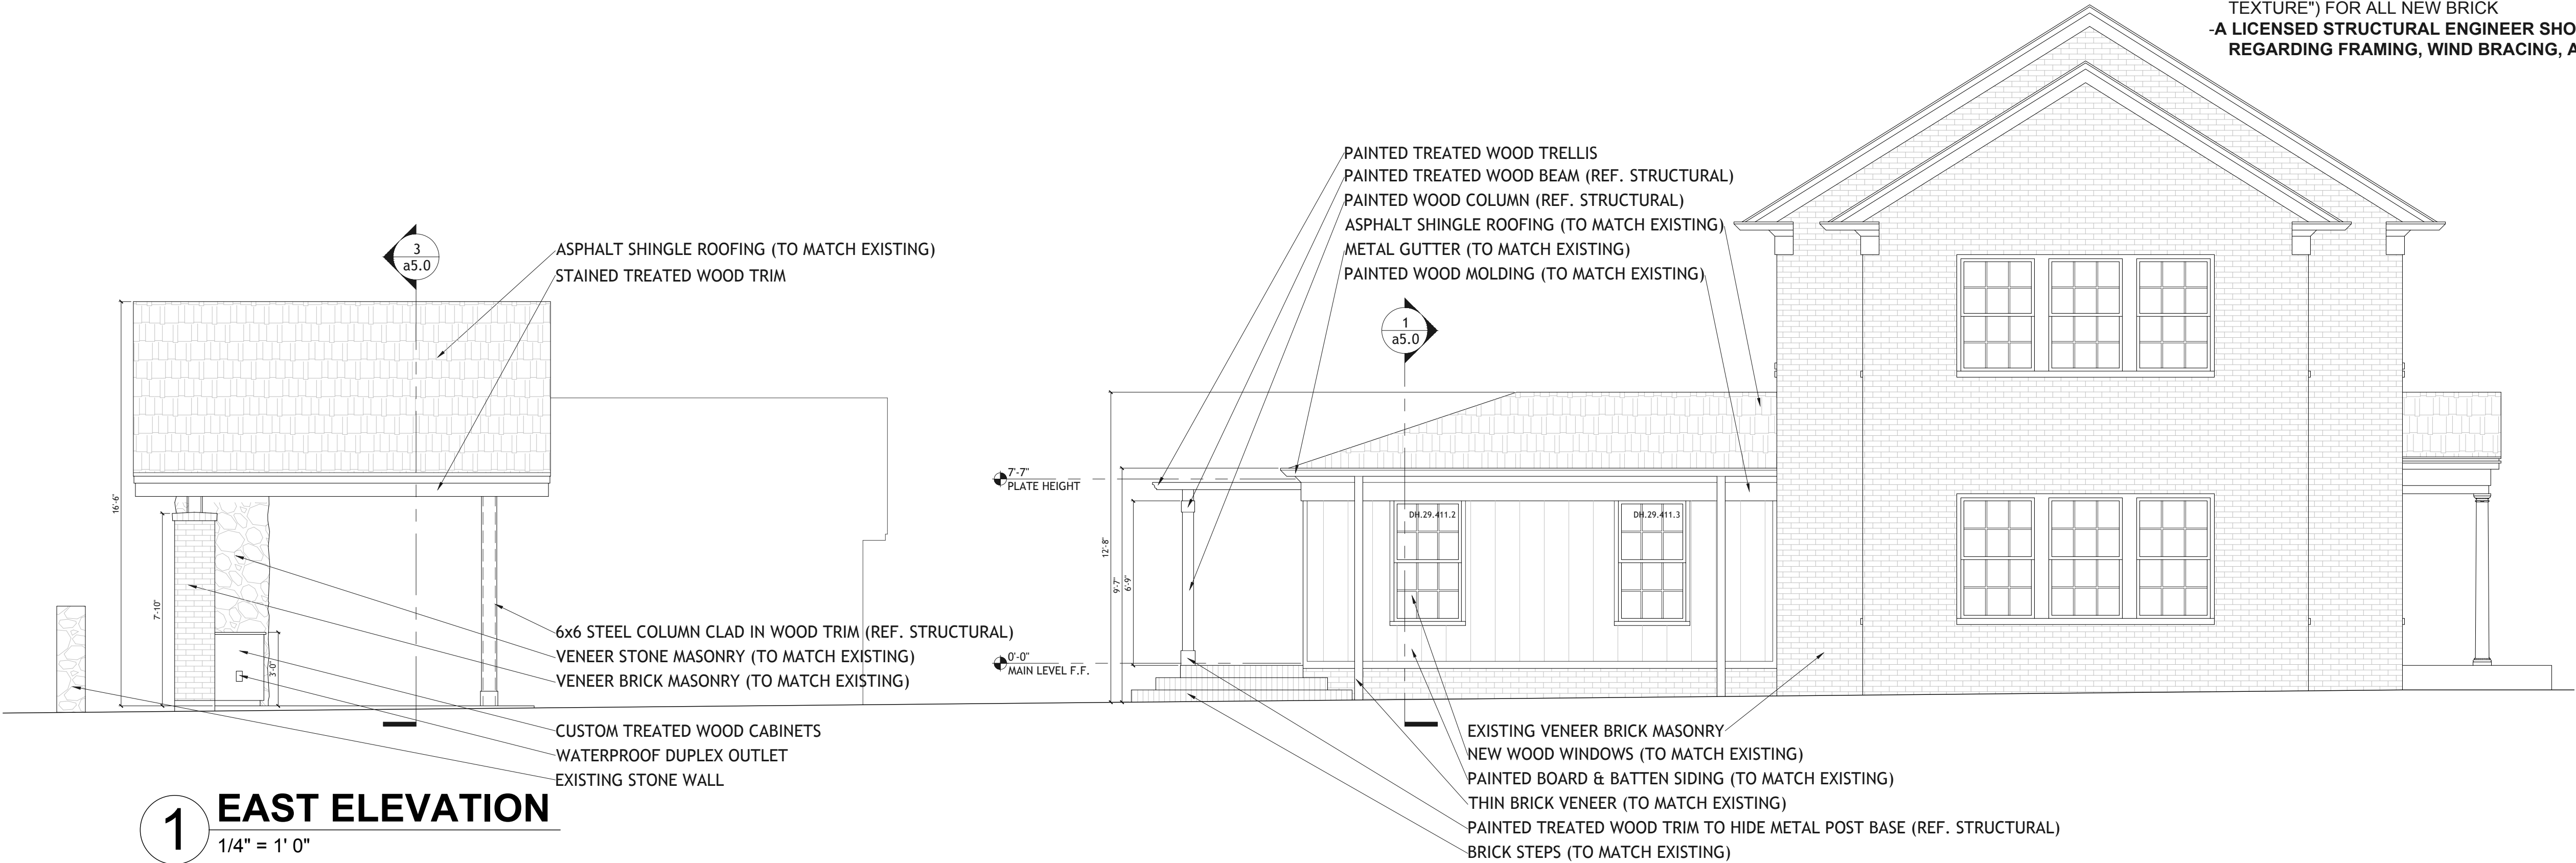 TEXTURE") FOR ALL NEW BRICK
-A LICENSED STRUCTURAL ENGINEER SHO
REGARDING FRAMING, WIND BRACING, A
PAINTED TREATED WOOD TRELLIS
PAINTED TREATED WOOD BEAM (REF. STRUCTURAL)
PAINTED WOOD COLUMN (REF. STRUCTURAL)
ASPHALT SHINGLE ROOFING (TO MATCH EXISTING)
METAL GUTTER (TO MATCH EXISTING)
PAINTED WOOD MOLDING (TO MATCH EXISTING)
3
a5.0
ASPHALT SHINGLE ROOFING (TO MATCH EXISTING)
STAINED TREATED WOOD TRIM
1
a5.0
16'-6"
7'-10"
3'-0"
7'-7"
PLATE HEIGHT
0'-0"
MAIN LEVEL F.F.
12'-8"
9'-7"
6'-9"
DH.29.411.2
DH.29.411.3
6x6 STEEL COLUMN CLAD IN WOOD TRIM (REF. STRUCTURAL)
VENEER STONE MASONRY (TO MATCH EXISTING)
VENEER BRICK MASONRY (TO MATCH EXISTING)
CUSTOM TREATED WOOD CABINETS
WATERPROOF DUPLEX OUTLET
EXISTING STONE WALL
EXISTING VENEER BRICK MASONRY
NEW WOOD WINDOWS (TO MATCH EXISTING)
PAINTED BOARD & BATTEN SIDING (TO MATCH EXISTING)
THIN BRICK VENEER (TO MATCH EXISTING)
PAINTED TREATED WOOD TRIM TO HIDE METAL POST BASE (REF. STRUCTURAL)
BRICK STEPS (TO MATCH EXISTING)
1
EAST ELEVATION
1/4" = 1' 0"